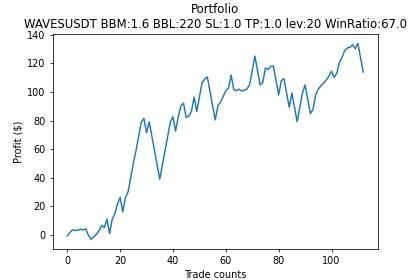 Portfolio
WAVESUSDT BBM:1.6 BBL:220 SL:1.0 TP:1.0 lev:20 WinRatio:67.0
140
120
100
80
60
40
20
0
Profit ($)
0 20 40 60 80 100
Trade counts